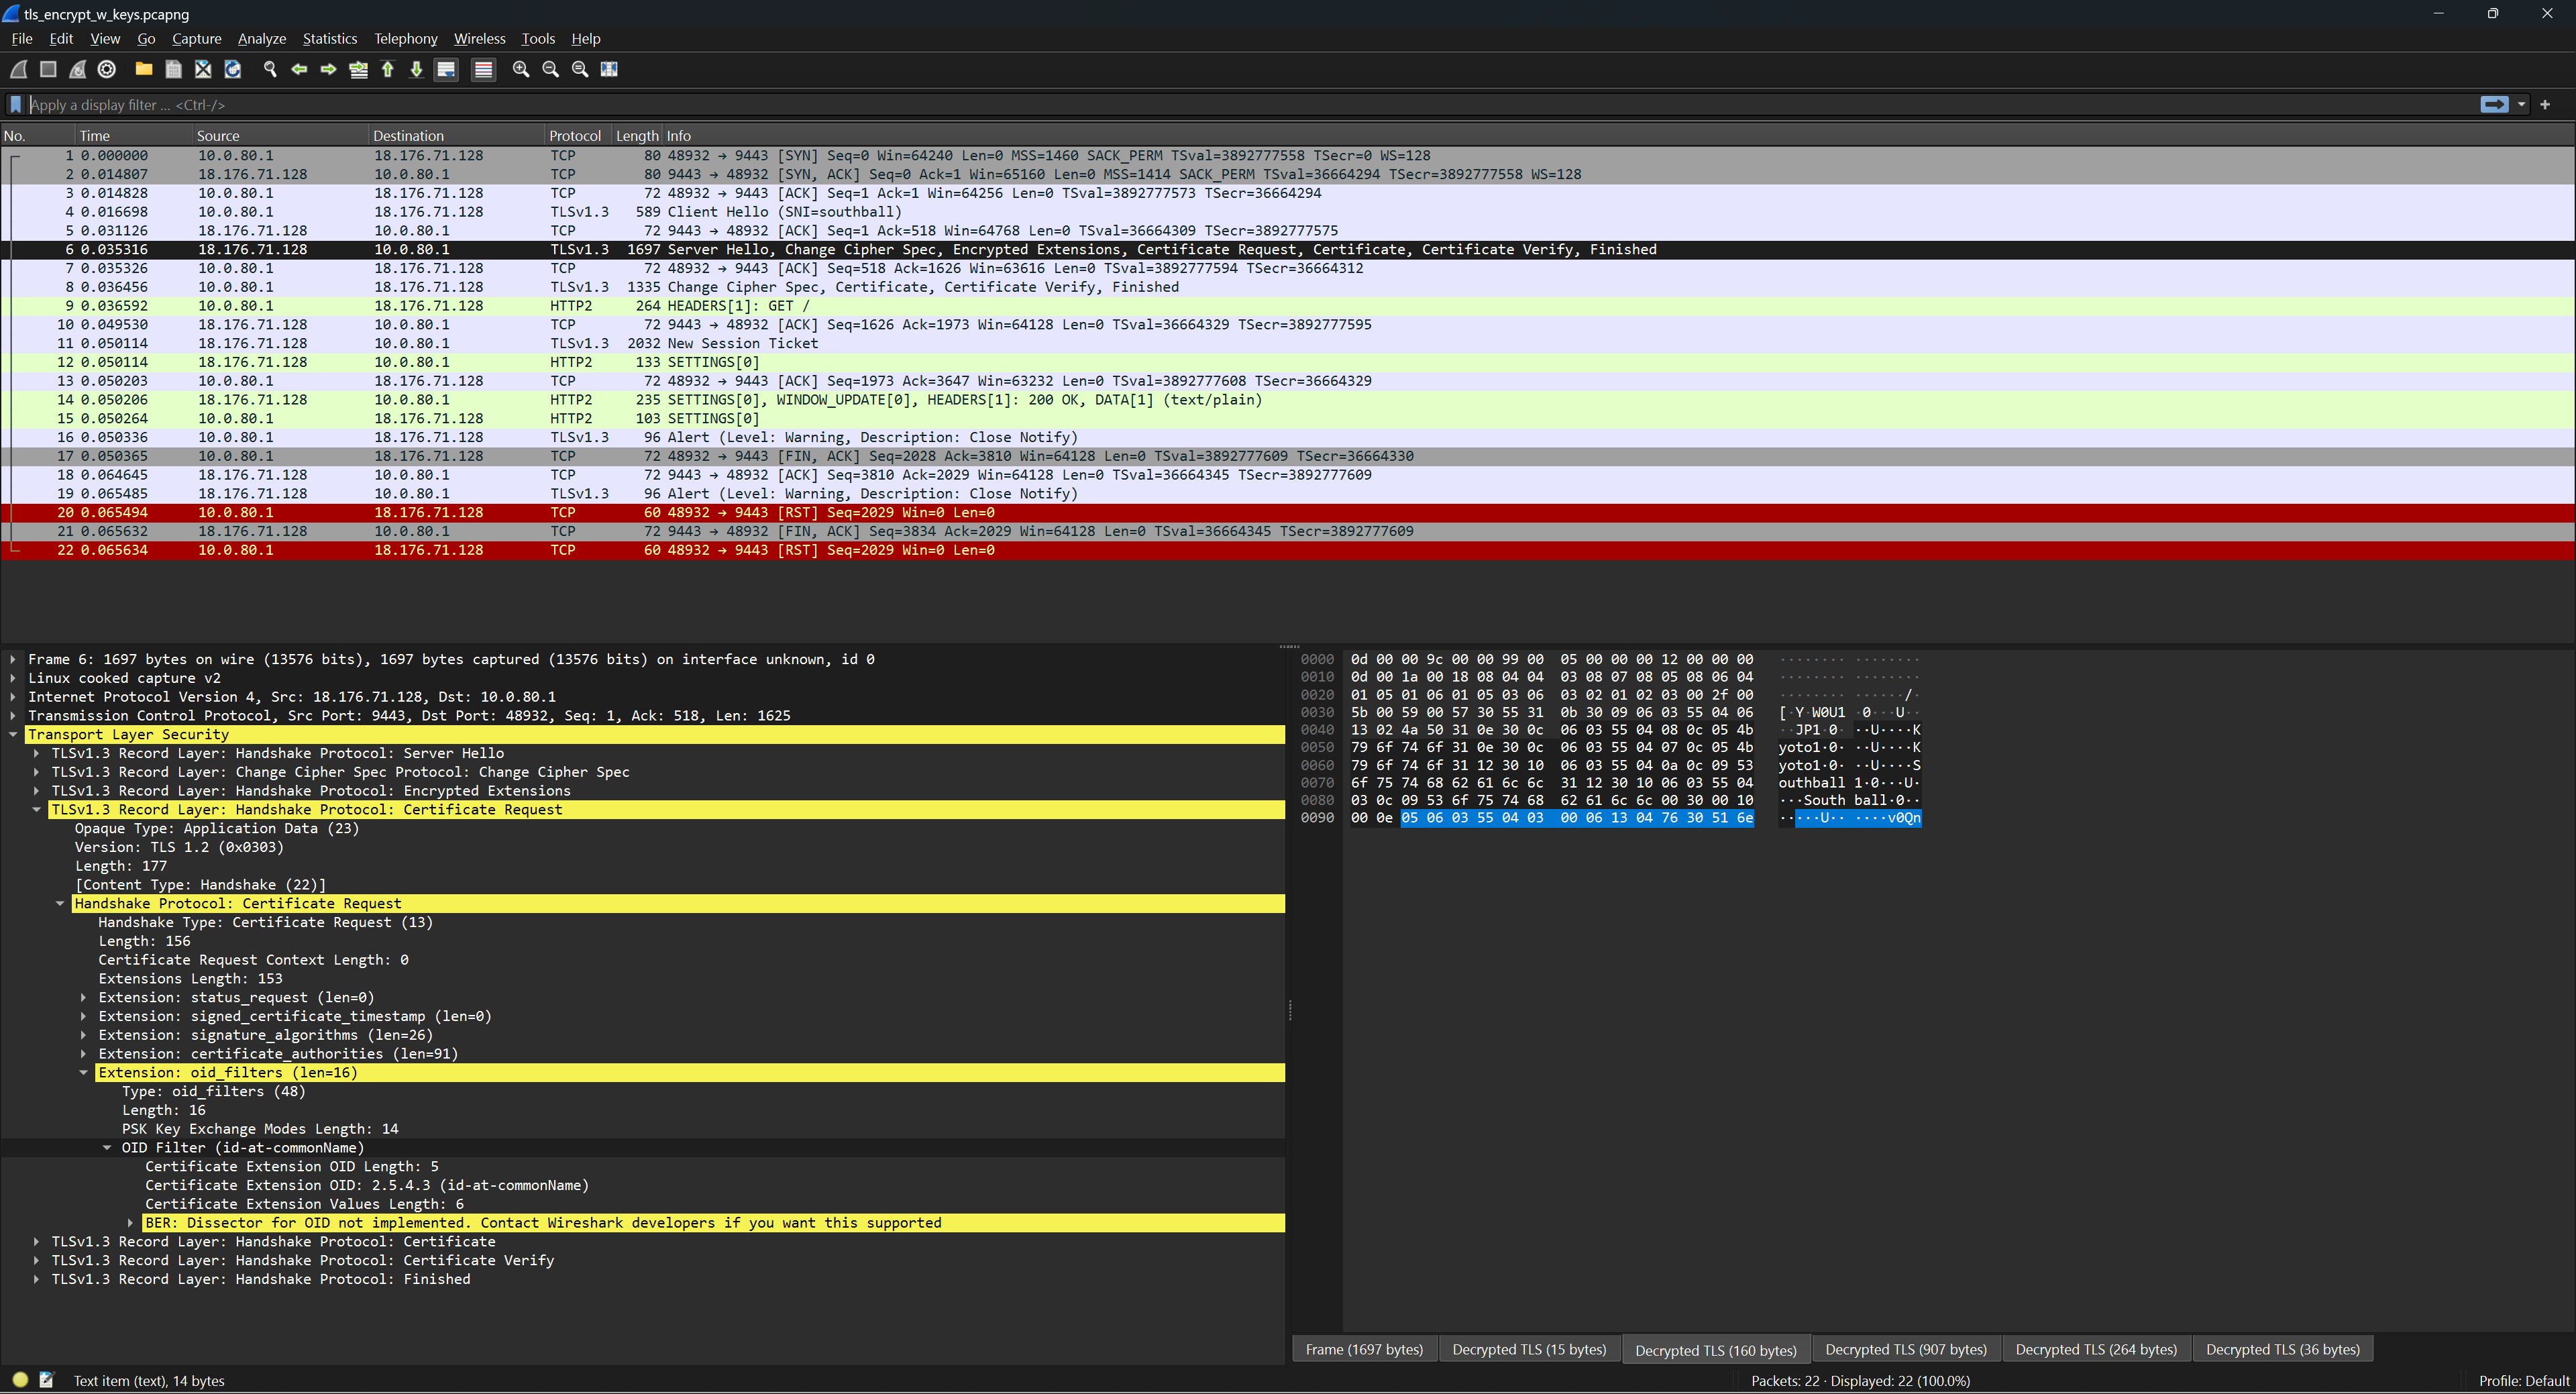 tls_encrypt_w_keys.pcapng
File Edit View Go Capture Analyze Statistics Telephony Wireless Tools Help
Apply a display filter ... <Ctrl-/>
No. Time Source Destination Protocol Length Info
1 0.000000 10.0.80.1 18.176.71.128 TCP 80 48932 → 9443 [SYN] Seq=0 Win=64240 Len=0 MSS=1460 SACK_PERM TSval=3892777558 TSecr=0 WS=128
2 0.014807 18.176.71.128 10.0.80.1 TCP 80 9443 → 48932 [SYN, ACK] Seq=0 Ack=1 Win=65160 Len=0 MSS=1414 SACK_PERM TSval=36664294 TSecr=3892777558 WS=128
3 0.014828 10.0.80.1 18.176.71.128 TCP 72 48932 → 9443 [ACK] Seq=1 Ack=1 Win=64256 Len=0 TSval=3892777573 TSecr=36664294
4 0.016698 10.0.80.1 18.176.71.128 TLSv1.3 589 Client Hello (SNI=southball)
5 0.031126 18.176.71.128 10.0.80.1 TCP 72 9443 → 48932 [ACK] Seq=1 Ack=518 Win=64768 Len=0 TSval=36664309 TSecr=3892777575
6 0.035316 18.176.71.128 10.0.80.1 TLSv1.3 1697 Server Hello, Change Cipher Spec, Encrypted Extensions, Certificate Request, Certificate, Certificate Verify, Finished
7 0.035326 10.0.80.1 18.176.71.128 TCP 72 48932 → 9443 [ACK] Seq=518 Ack=1626 Win=63616 Len=0 TSval=3892777594 TSecr=36664312
8 0.036456 10.0.80.1 18.176.71.128 TLSv1.3 1335 Change Cipher Spec, Certificate, Certificate Verify, Finished
9 0.036592 10.0.80.1 18.176.71.128 HTTP2 264 HEADERS[1]: GET /
10 0.049530 18.176.71.128 10.0.80.1 TCP 72 9443 → 48932 [ACK] Seq=1626 Ack=1973 Win=64128 Len=0 TSval=36664329 TSecr=3892777595
11 0.050114 18.176.71.128 10.0.80.1 TLSv1.3 2032 New Session Ticket
12 0.050114 18.176.71.128 10.0.80.1 HTTP2 133 SETTINGS[0]
13 0.050203 10.0.80.1 18.176.71.128 TCP 72 48932 → 9443 [ACK] Seq=1973 Ack=3647 Win=63232 Len=0 TSval=3892777608 TSecr=36664329
14 0.050206 18.176.71.128 10.0.80.1 HTTP2 235 SETTINGS[0], WINDOW_UPDATE[0], HEADERS[1]: 200 OK, DATA[1] (text/plain)
15 0.050264 10.0.80.1 18.176.71.128 HTTP2 103 SETTINGS[0]
16 0.050336 10.0.80.1 18.176.71.128 TLSv1.3 96 Alert (Level: Warning, Description: Close Notify)
17 0.050365 10.0.80.1 18.176.71.128 TCP 72 48932 → 9443 [FIN, ACK] Seq=2028 Ack=3810 Win=64128 Len=0 TSval=3892777609 TSecr=36664330
18 0.064645 18.176.71.128 10.0.80.1 TCP 72 9443 → 48932 [ACK] Seq=3810 Ack=2029 Win=64128 Len=0 TSval=36664345 TSecr=3892777609
19 0.065485 18.176.71.128 10.0.80.1 TLSv1.3 96 Alert (Level: Warning, Description: Close Notify)
20 0.065494 10.0.80.1 18.176.71.128 TCP 60 48932 → 9443 [RST] Seq=2029 Win=0 Len=0
21 0.065632 18.176.71.128 10.0.80.1 TCP 72 9443 → 48932 [FIN, ACK] Seq=3834 Ack=2029 Win=64128 Len=0 TSval=36664345 TSecr=3892777609
22 0.065634 10.0.80.1 18.176.71.128 TCP 60 48932 → 9443 [RST] Seq=2029 Win=0 Len=0
Frame 6: 1697 bytes on wire (13576 bits), 1697 bytes captured (13576 bits) on interface unknown, id 0
Linux cooked capture v2
Internet Protocol Version 4, Src: 18.176.71.128, Dst: 10.0.80.1
Transmission Control Protocol, Src Port: 9443, Dst Port: 48932, Seq: 1, Ack: 518, Len: 1625
Transport Layer Security
TLSv1.3 Record Layer: Handshake Protocol: Server Hello
TLSv1.3 Record Layer: Change Cipher Spec Protocol: Change Cipher Spec
TLSv1.3 Record Layer: Handshake Protocol: Encrypted Extensions
TLSv1.3 Record Layer: Handshake Protocol: Certificate Request
Opaque Type: Application Data (23)
Version: TLS 1.2 (0x0303)
Length: 177
[Content Type: Handshake (22)]
Handshake Protocol: Certificate Request
Handshake Type: Certificate Request (13)
Length: 156
Certificate Request Context Length: 0
Extensions Length: 153
Extension: status_request (len=0)
Extension: signed_certificate_timestamp (len=0)
Extension: signature_algorithms (len=26)
Extension: certificate_authorities (len=91)
Extension: oid_filters (len=16)
Type: oid_filters (48)
Length: 16
PSK Key Exchange Modes Length: 14
OID Filter (id-at-commonName)
Certificate Extension OID Length: 5
Certificate Extension OID: 2.5.4.3 (id-at-commonName)
Certificate Extension Values Length: 6
BER: Dissector for OID not implemented. Contact Wireshark developers if you want this supported
TLSv1.3 Record Layer: Handshake Protocol: Certificate
TLSv1.3 Record Layer: Handshake Protocol: Certificate Verify
TLSv1.3 Record Layer: Handshake Protocol: Finished
0000 0d 00 00 9c 00 00 99 00 05 00 00 00 12 00 00 00 ········ ········
0010 0d 00 1a 00 18 08 04 04 03 08 07 08 05 08 06 04 ········ ········
0020 01 05 01 06 01 05 03 06 03 02 01 02 03 00 2f 00 ········ ······/·
0030 5b 00 59 00 57 30 55 31 0b 30 09 06 03 55 04 06 [·Y·W0U1 ·0···U··
0040 13 02 4a 50 31 0e 30 0c 06 03 55 04 08 0c 05 4b ··JP1·0· ··U····K
0050 79 6f 74 6f 31 0e 30 0c 06 03 55 04 07 0c 05 4b yoto1·0· ··U····K
0060 79 6f 74 6f 31 12 30 10 06 03 55 04 0a 0c 09 53 yoto1·0· ··U····S
0070 6f 75 74 68 62 61 6c 6c 31 12 30 10 06 03 55 04 outhball 1·0···U·
0080 03 0c 09 53 6f 75 74 68 62 61 6c 6c 00 30 00 10 ···South ball·0··
0090 00 0e 05 06 03 55 04 03 00 06 13 04 76 30 51 6e ·····U·· ····v0Qn
Frame (1697 bytes) Decrypted TLS (15 bytes) Decrypted TLS (160 bytes) Decrypted TLS (907 bytes) Decrypted TLS (264 bytes) Decrypted TLS (36 bytes)
Text item (text), 14 bytes Packets: 22 · Displayed: 22 (100.0%) Profile: Default